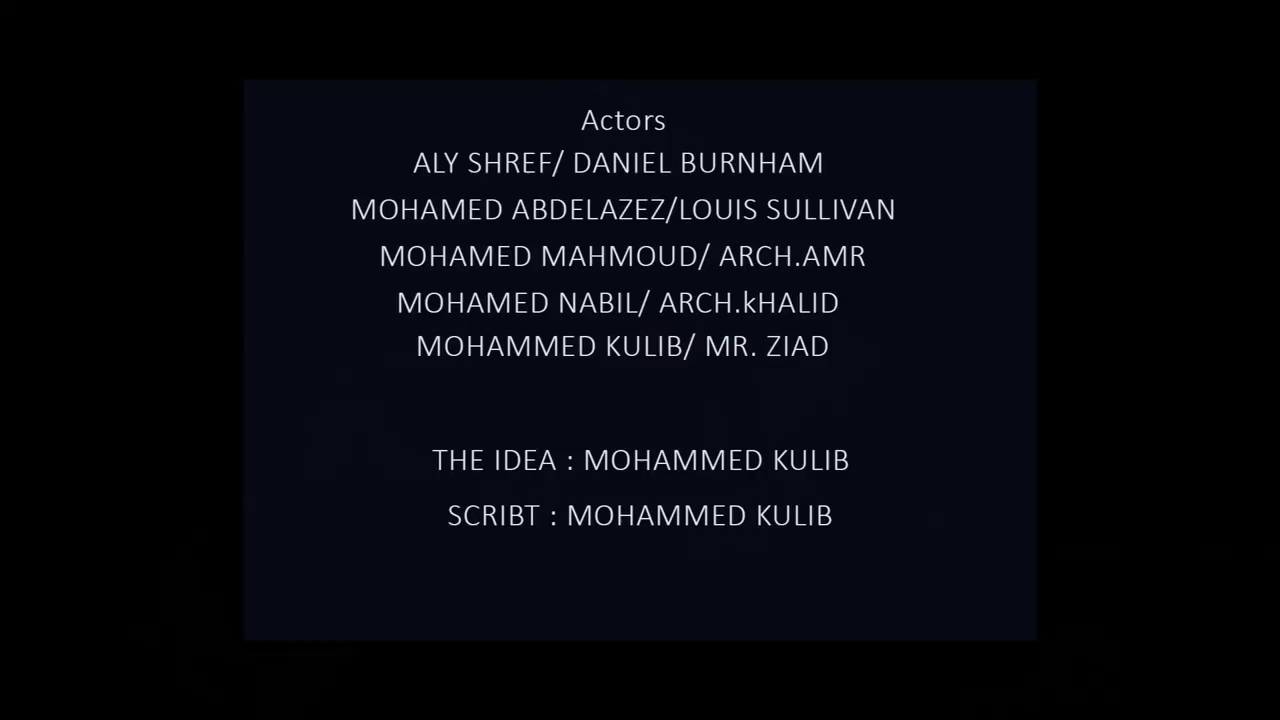 Actors
ALY SHREF/ DANIEL BURNHAM
MOHAMED ABDELAZEZ/LOUIS SULLIVAN
MOHAMED MAHMOUD/ ARCH.AMR
MOHAMED NABIL/ ARCH.kHALID
MOHAMMED KULIB/ MR. ZIAD
THE IDEA : MOHAMMED KULIB
SCRIBT : MOHAMMED KULIB